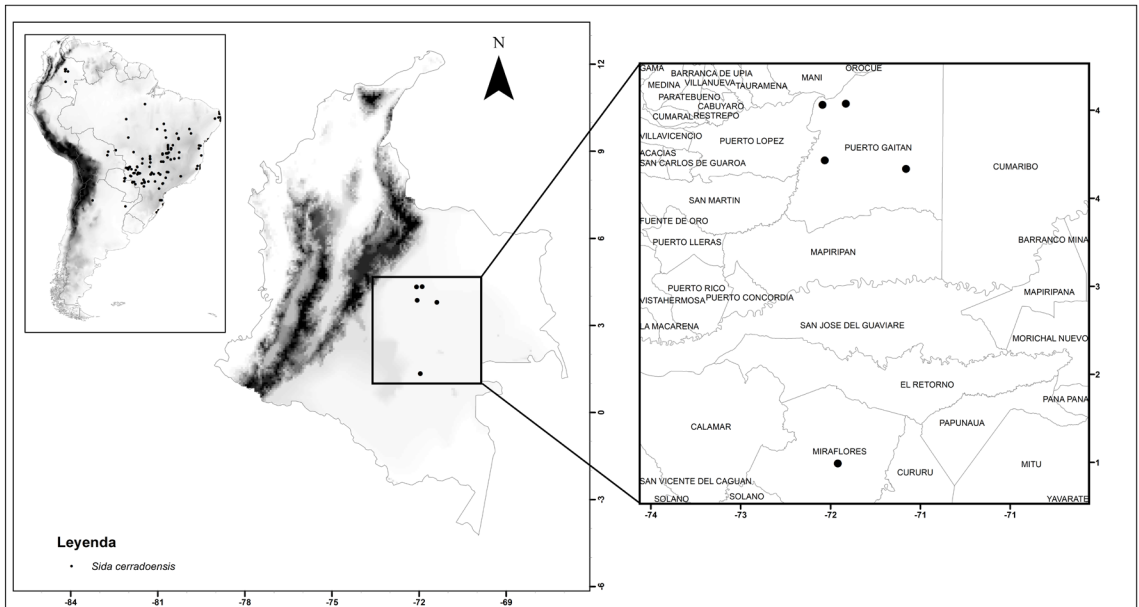 N
12
9
6
3
0
-3
-6
-84
-81
-78
-75
-72
-69
Leyenda
Sida cerradoensis
GAMA
OROCUE
BARRANCA DE UPIA
MANI
MEDINA
VILLANUEVA
TAURAMENA
PARATEBUENO
CABUYARO
CUMARAL
RESTREPO
4
VILLAVICENCIO
PUERTO LOPEZ
PUERTO GAITAN
ACACIAS
SAN CARLOS DE GUAROA
CUMARIBO
SAN MARTIN
4
FUENTE DE ORO
PUERTO LLERAS
BARRANCO MINA
MAPIRIPAN
PUERTO RICO
3
VISTAHERMOSA
PUERTO CONCORDIA
MAPIRIPANA
LA MACARENA
SAN JOSE DEL GUAVIARE
MORICHAL NUEVO
2
EL RETORNO
PANA PANA
CALAMAR
PAPUNAUA
MIRAFLORES
1
CURURU
MITU
SAN VICENTE DEL CAGUAN
SOLANO
SOLANO
YAVARATE
-74
-73
-72
-71
-71